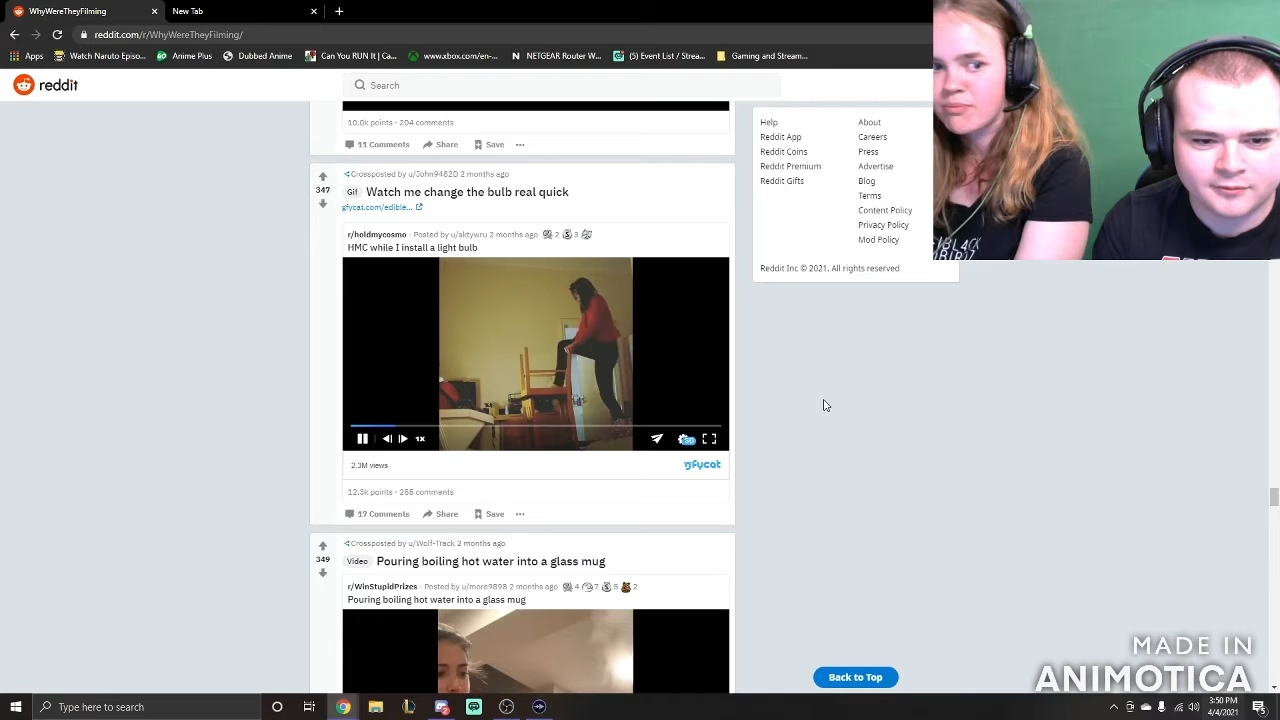 WhyWereTheyFilming
New Tab
reddit.com/r/WhyWereTheyFilming/
Apps
Watch Naruto Episo...
Anime Plus
Dubbed Anime
Can You RUN It | Ca...
www.xbox.com/en-...
NETGEAR Router W...
(5) Event List / Strea...
Gaming and Stream...
reddit
Search
10.0k points · 204 comments
11 Comments Share Save
Crossposted by u/John9482D 2 months ago
347
Gif Watch me change the bulb real quick
gfycat.com/edible...
r/holdmycosmo · Posted by u/aktywru 2 months ago 2 3
HMC while I install a light bulb
1X
SD
2.3M views
gfycat
12.3k points · 255 comments
17 Comments Share Save
Crossposted by u/Wolf-Track 2 months ago
349
Video Pouring boiling hot water into a glass mug
r/WinStupidPrizes · Posted by u/more9898 2 months ago 4 7 5 2
Pouring boiling hot water into a glass mug
Help
Reddit App
Reddit Coins
Reddit Premium
Reddit Gifts
About
Careers
Press
Advertise
Blog
Terms
Content Policy
Privacy Policy
Mod Policy
Reddit Inc © 2021. All rights reserved
Back to Top
MADE IN
ANIMOTICA
Type here to search
3:50 PM
4/4/2021